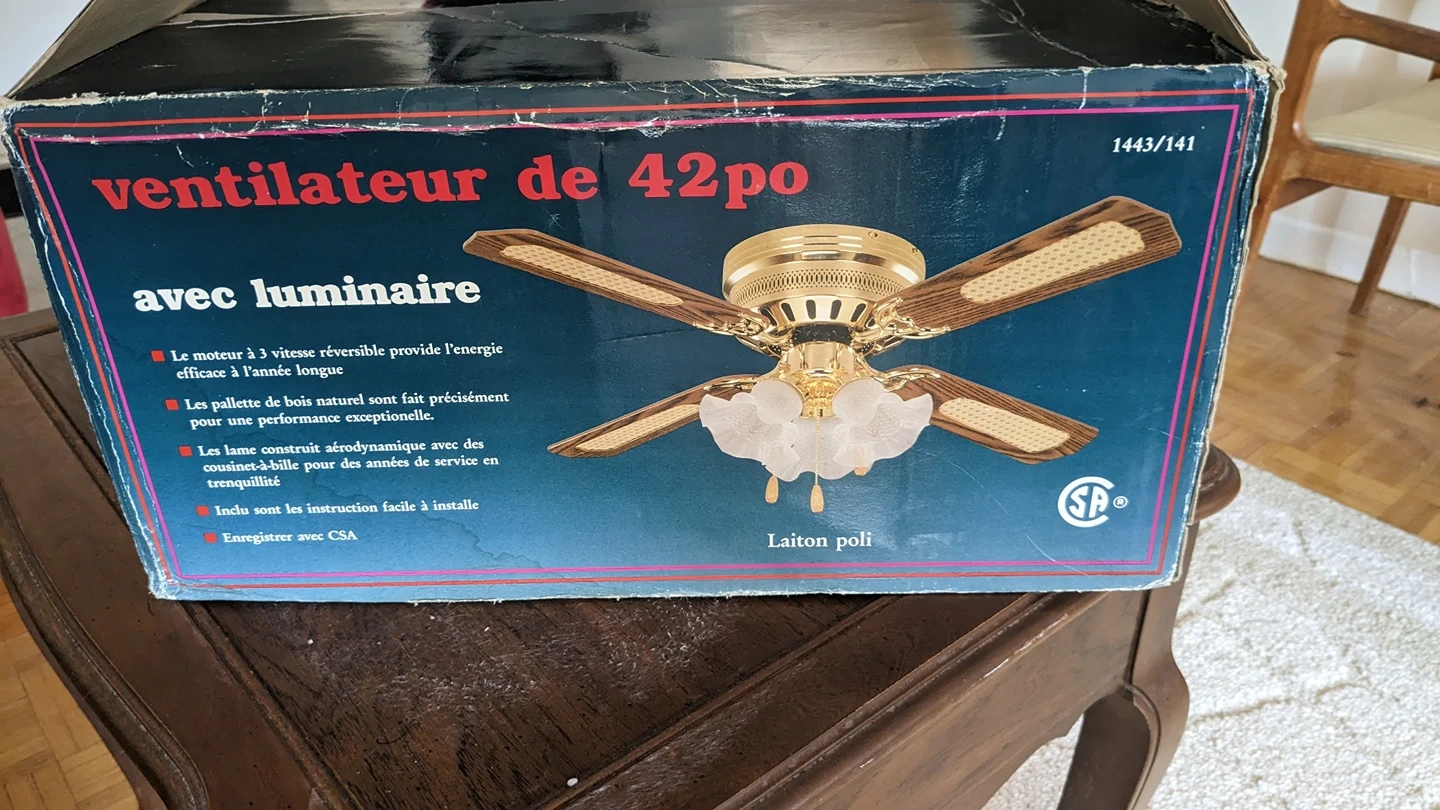 1443/141
ventilateur de 42po
avec luminaire
Le moteur à 3 vitesse réversible provide l'energie
efficace à l'année longue
Les pallette de bois naturel sont fait précisément
pour une performance exceptionelle.
Les lame construit aérodynamique avec des
cousinet-à-bille pour des années de service en
trenquillité
Inclu sont les instruction facile à installe
Enregistrer avec CSA
Laiton poli
CSA®